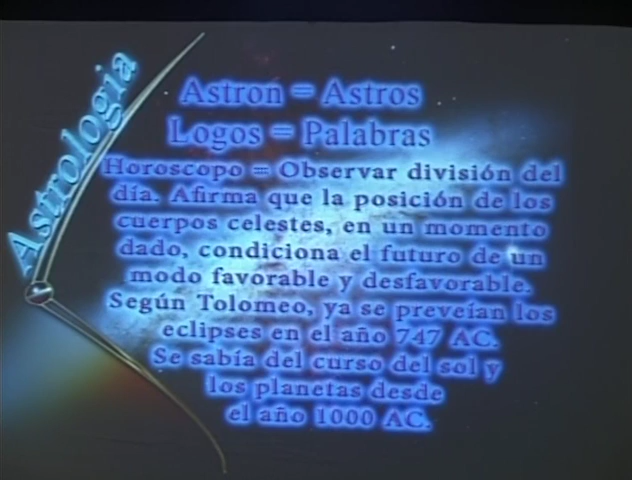 Astrologia
Astron = Astros
Logos = Palabras
Horoscopo = Observar división del
día. Afirma que la posición de los
cuerpos celestes, en un momento
dado, condiciona el futuro de un
modo favorable y desfavorable.
Según Tolomeo, ya se preveían los
eclipses en el año 747 AC.
Se sabía del curso del sol y
los planetas desde
el año 1000 AC.